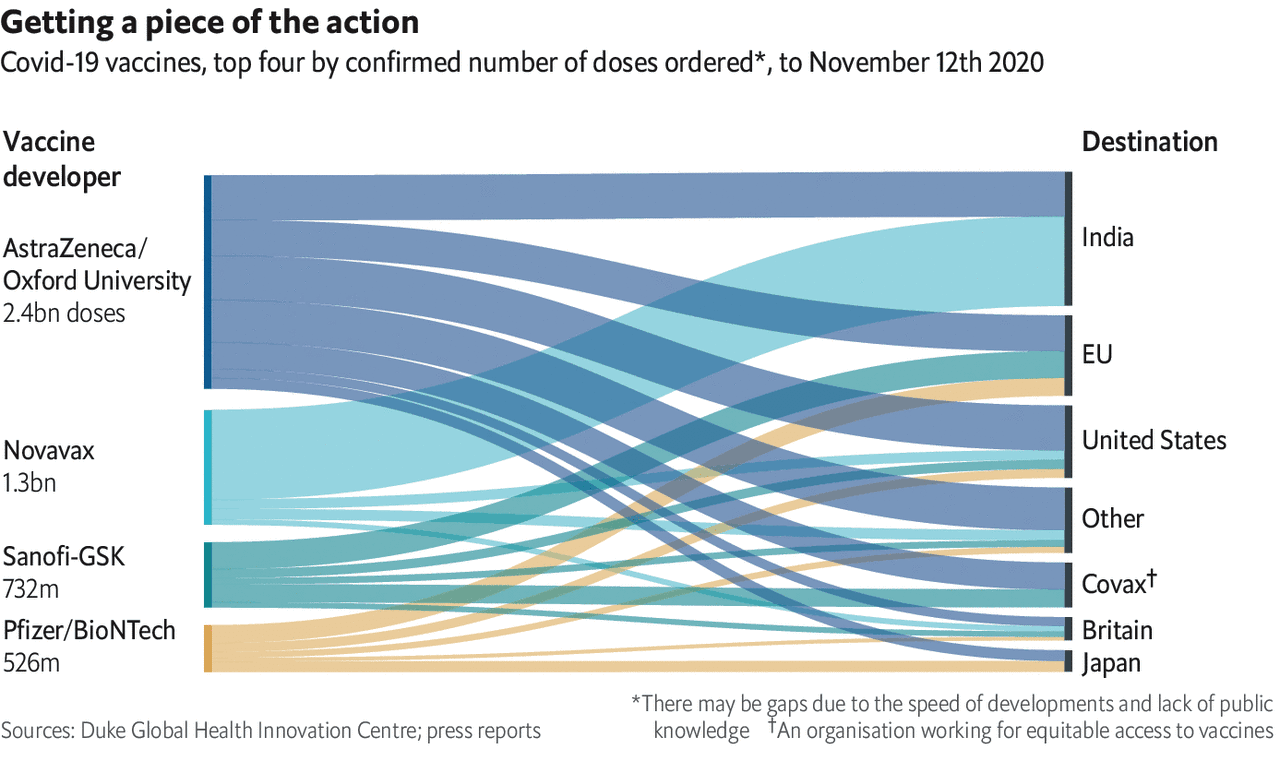 Getting a piece of the action
Covid-19 vaccines, top four by confirmed number of doses ordered*, to November 12th 2020
Vaccine
developer
Destination
AstraZeneca/
Oxford University
2.4bn doses
Novavax
1.3bn
Sanofi-GSK
732m
Pfizer/BioNTech
526m
India
EU
United States
Other
Covax†
Britain
Japan
*There may be gaps due to the speed of developments and lack of public
knowledge †An organisation working for equitable access to vaccines
Sources: Duke Global Health Innovation Centre; press reports